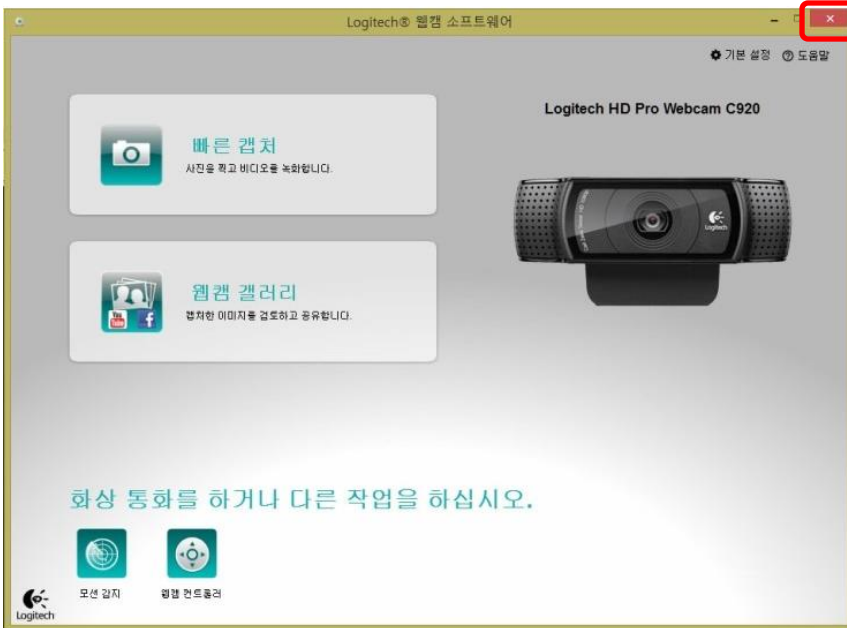 Logitech® 웹캠 소프트웨어
기본 설정 도움말
빠른 캡처
사진을 찍고 비디오를 녹화합니다.
Logitech HD Pro Webcam C920
Logitech
웹캠 갤러리
캡처한 이미지를 검토하고 공유합니다.
You Tube f
화상 통화를 하거나 다른 작업을 하십시오.
모션 감지 웹캠 컨트롤러
Logitech